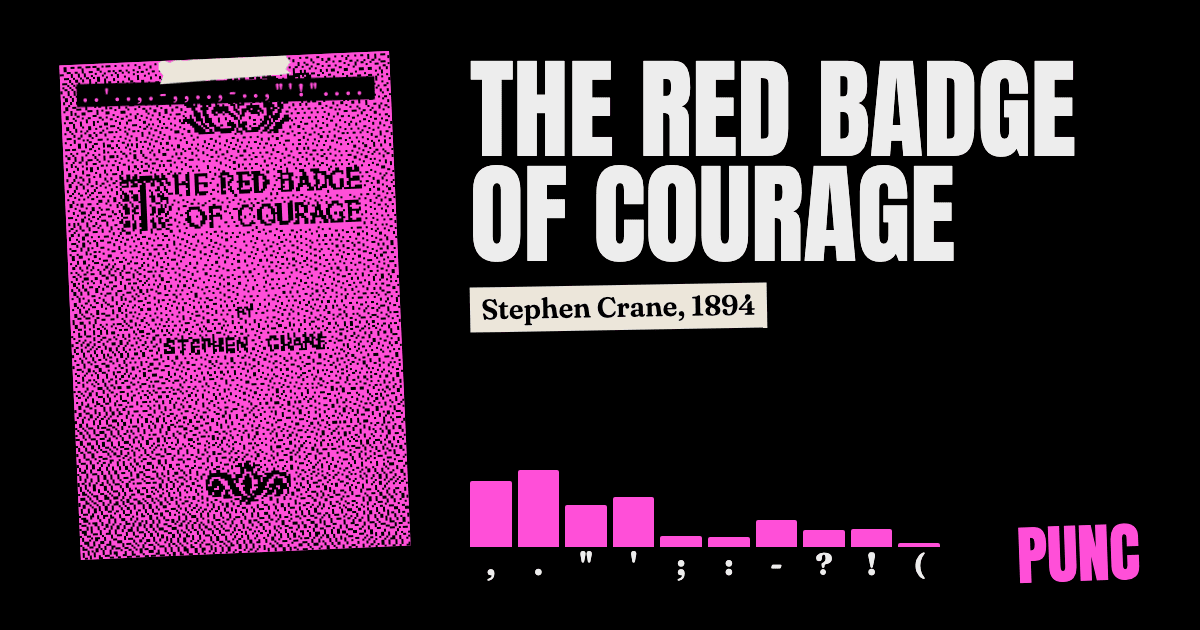 ..'..,.-,,..,-..,"'!"....
THE RED BADGE
OF COURAGE
BY
STEPHEN CRANE
THE RED BADGE
OF COURAGE
Stephen Crane, 1894
, . " ' ; : - ? ! (
PUNC